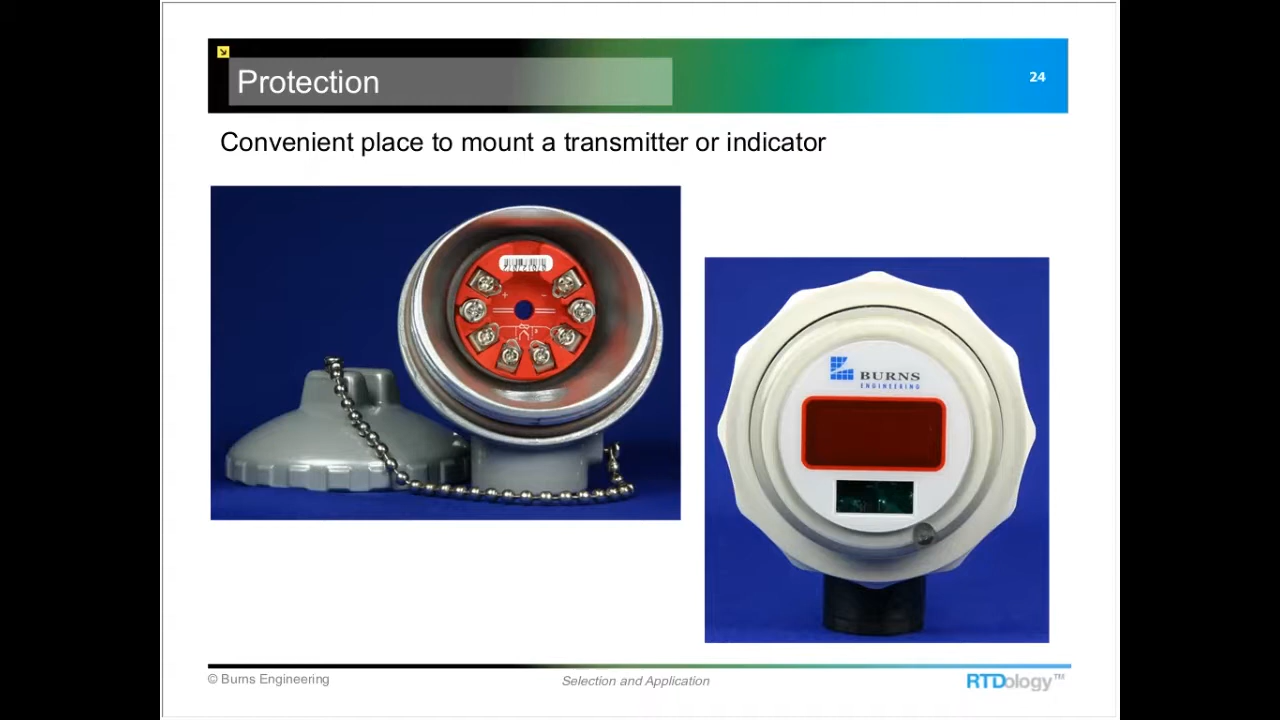 Protection
24
Convenient place to mount a transmitter or indicator
+
-
BURNS
ENGINEERING
© Burns Engineering
Selection and Application
RTDology™